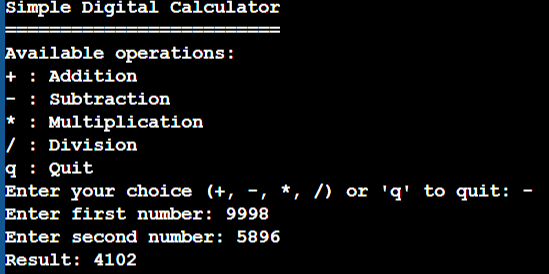 Simple Digital Calculator
=========================
Available operations:
+ : Addition
- : Subtraction
* : Multiplication
/ : Division
q : Quit
Enter your choice (+, -, *, /) or 'q' to quit: -
Enter first number: 9998
Enter second number: 5896
Result: 4102